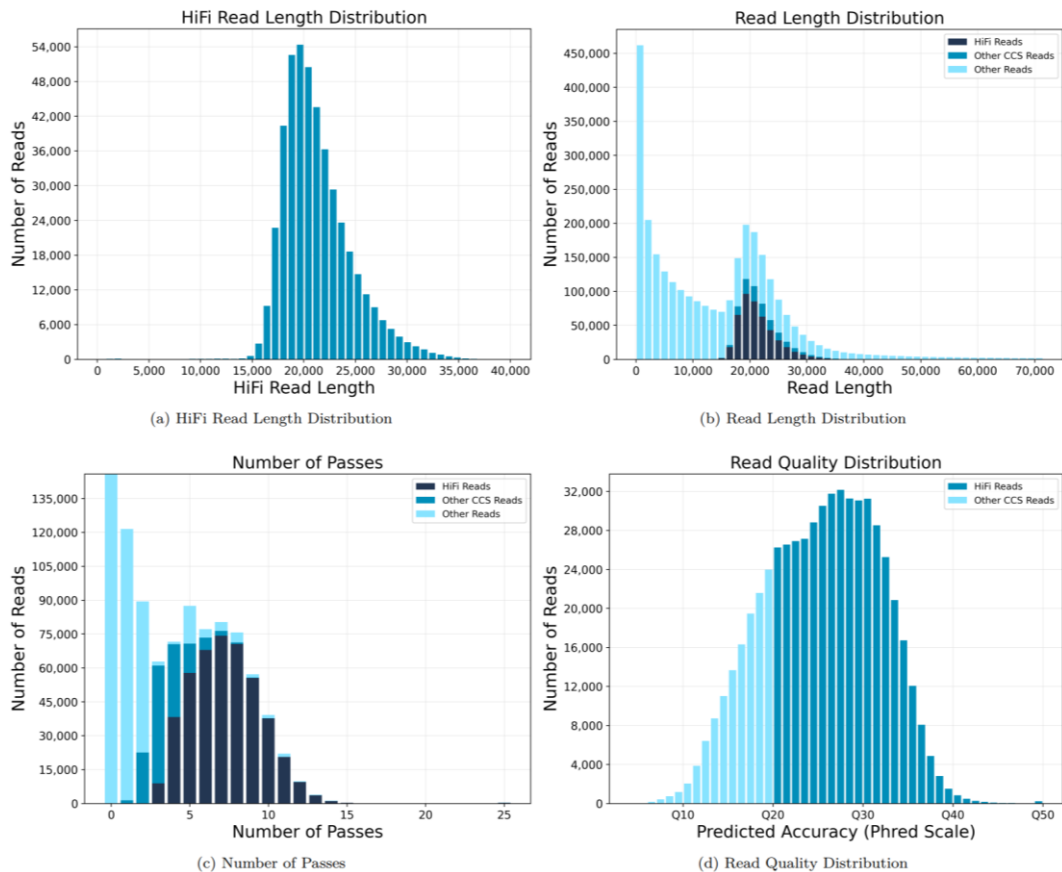 HiFi Read Length Distribution
54,000
48,000
42,000
36,000
30,000
24,000
18,000
12,000
6,000
0
Number of Reads
0 5,000 10,000 15,000 20,000 25,000 30,000 35,000 40,000
HiFi Read Length
(a) HiFi Read Length Distribution
Read Length Distribution
HiFi Reads
Other CCS Reads
Other Reads
450,000
400,000
350,000
300,000
250,000
200,000
150,000
100,000
50,000
0
Number of Reads
0 10,000 20,000 30,000 40,000 50,000 60,000 70,000
Read Length
(b) Read Length Distribution
Number of Passes
HiFi Reads
Other CCS Reads
Other Reads
135,000
120,000
105,000
90,000
75,000
60,000
45,000
30,000
15,000
0
Number of Reads
0 5 10 15 20 25
Number of Passes
(c) Number of Passes
Read Quality Distribution
HiFi Reads
Other CCS Reads
32,000
28,000
24,000
20,000
16,000
12,000
8,000
4,000
0
Number of Reads
Q10 Q20 Q30 Q40 Q50
Predicted Accuracy (Phred Scale)
(d) Read Quality Distribution